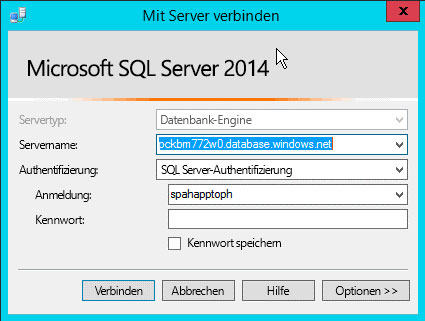 Mit Server verbinden
x
Microsoft SQL Server 2014
Servertyp: Datenbank-Engine
Servername: pckbm772w0.database.windows.net
Authentifizierung: SQL Server-Authentifizierung
Anmeldung: spahapptoph
Kennwort:
Kennwort speichern
Verbinden Abbrechen Hilfe Optionen >>